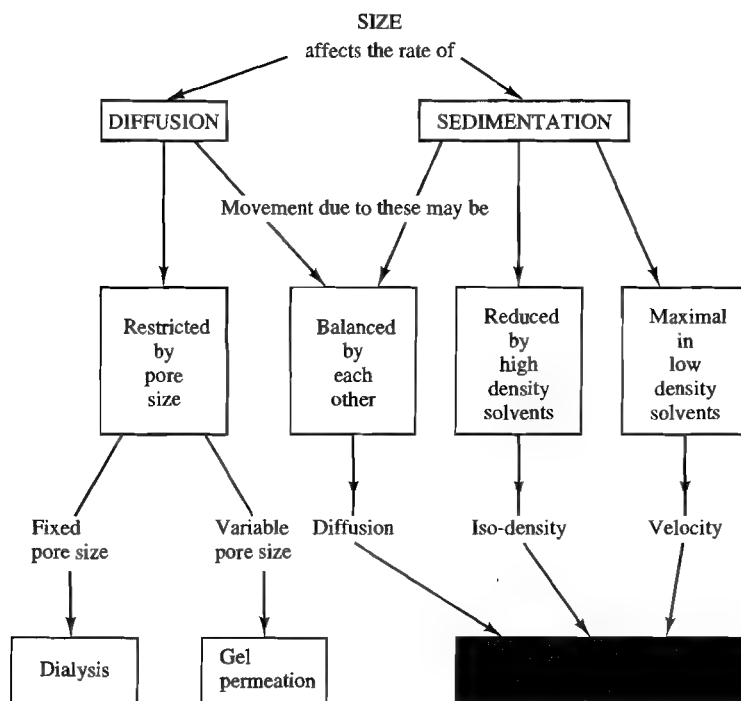 SIZE
affects the rate of
DIFFUSION
SEDIMENTATION
Movement due to these may be
Restricted
by
pore
size
Balanced
by
each
other
Reduced
by
high
density
solvents
Maximal
in
low
density
solvents
Fixed
pore size
Variable
pore size
Diffusion
Iso-density
Velocity
Dialysis
Gel
permeation